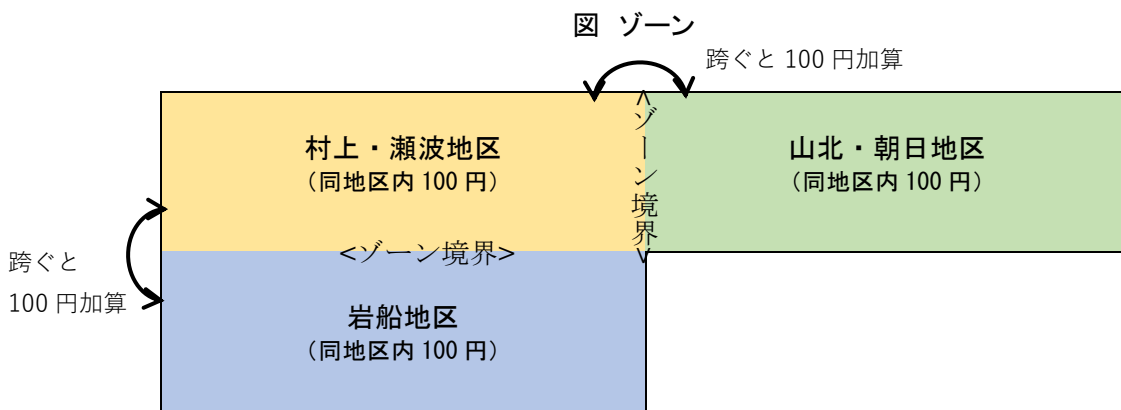 図 ゾーン
跨ぐと 100 円加算
村上・瀬波地区
(同地区内 100 円)
<ゾーン境界>
山北・朝日地区
(同地区内 100 円)
跨ぐと
100 円加算
<ゾーン境界>
岩船地区
(同地区内 100 円)